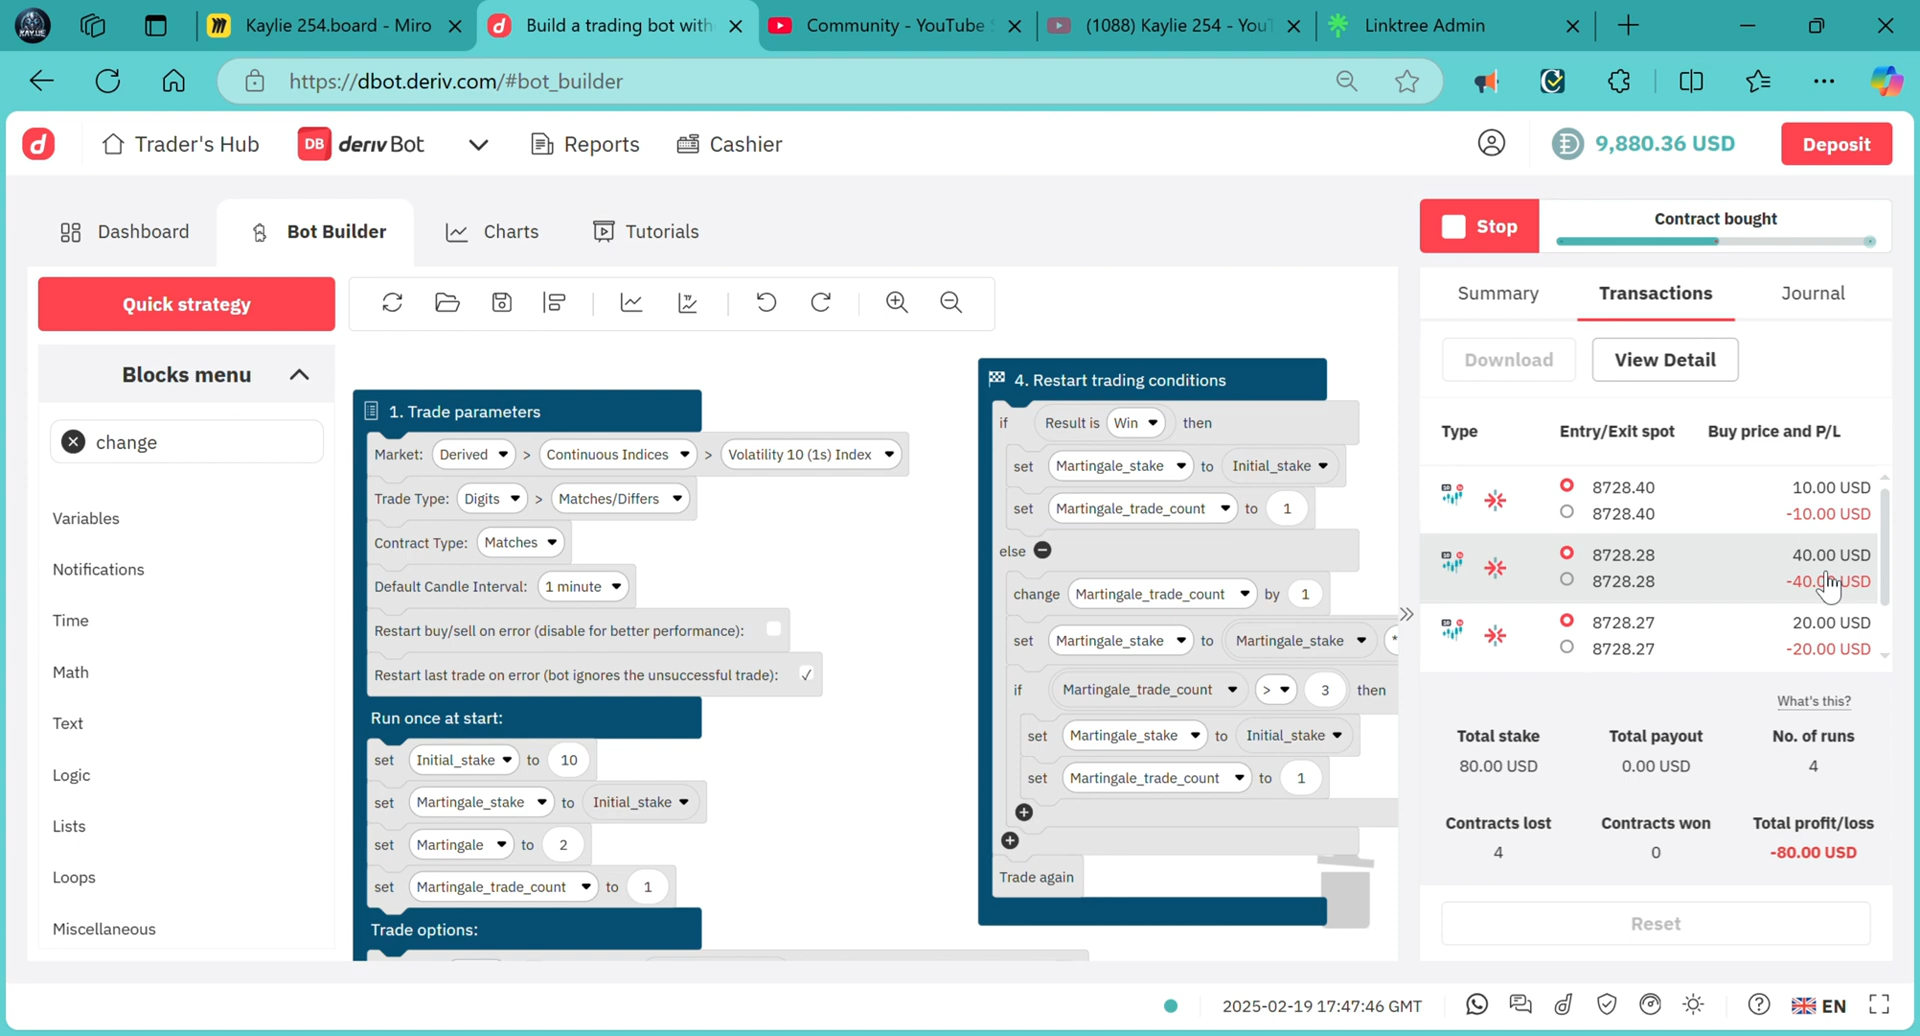 Kaylie 254.board - Miro
Build a trading bot with
Community - YouTube S
(1088) Kaylie 254 - YouT
Linktree Admin
https://dbot.deriv.com/#bot_builder
Trader's Hub
DB deriv Bot
Reports
Cashier
9,880.36 USD
Deposit
Dashboard
Bot Builder
Charts
Tutorials
Stop
Contract bought
Quick strategy
Summary
Transactions
Journal
Download
View Detail
Blocks menu
change
Variables
Notifications
Time
Math
Text
Logic
Lists
Loops
Miscellaneous
1. Trade parameters
Market: Derived > Continuous Indices > Volatility 10 (1s) Index
Trade Type: Digits > Matches/Differs
Contract Type: Matches
Default Candle Interval: 1 minute
Restart buy/sell on error (disable for better performance):
Restart last trade on error (bot ignores the unsuccessful trade): ✓
Run once at start:
set Initial_stake to 10
set Martingale_stake to Initial_stake
set Martingale to 2
set Martingale_trade_count to 1
Trade options:
4. Restart trading conditions
if Result is Win then
set Martingale_stake to Initial_stake
set Martingale_trade_count to 1
else
change Martingale_trade_count by 1
set Martingale_stake to Martingale_stake *
if Martingale_trade_count > 3 then
set Martingale_stake to Initial_stake
set Martingale_trade_count to 1
Trade again
Type Entry/Exit spot Buy price and P/L
8728.40 10.00 USD
8728.40 -10.00 USD
8728.28 40.00 USD
8728.28 -40.00 USD
8728.27 20.00 USD
8728.27 -20.00 USD
What's this?
Total stake Total payout No. of runs
80.00 USD 0.00 USD 4
Contracts lost Contracts won Total profit/loss
4 0 -80.00 USD
Reset
2025-02-19 17:47:46 GMT
EN